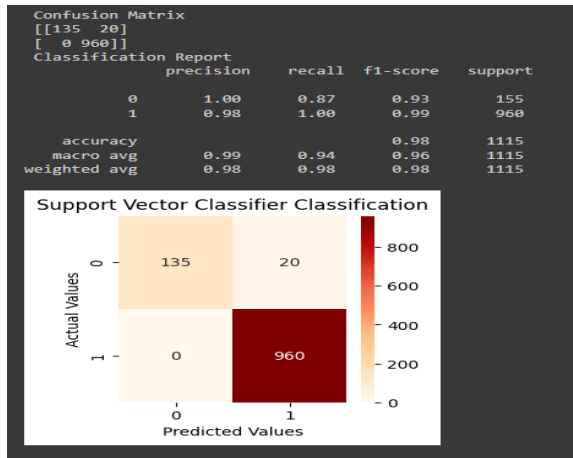 Confusion Matrix
[[135 20]
[ 0 960]]
Classification Report
precision recall f1-score support
0 1.00 0.87 0.93 155
1 0.98 1.00 0.99 960
accuracy 0.98 1115
macro avg 0.99 0.94 0.96 1115
weighted avg 0.98 0.98 0.98 1115
Support Vector Classifier Classification
Actual Values
0
1
135 20
0 960
0 1
Predicted Values
800
600
400
200
0